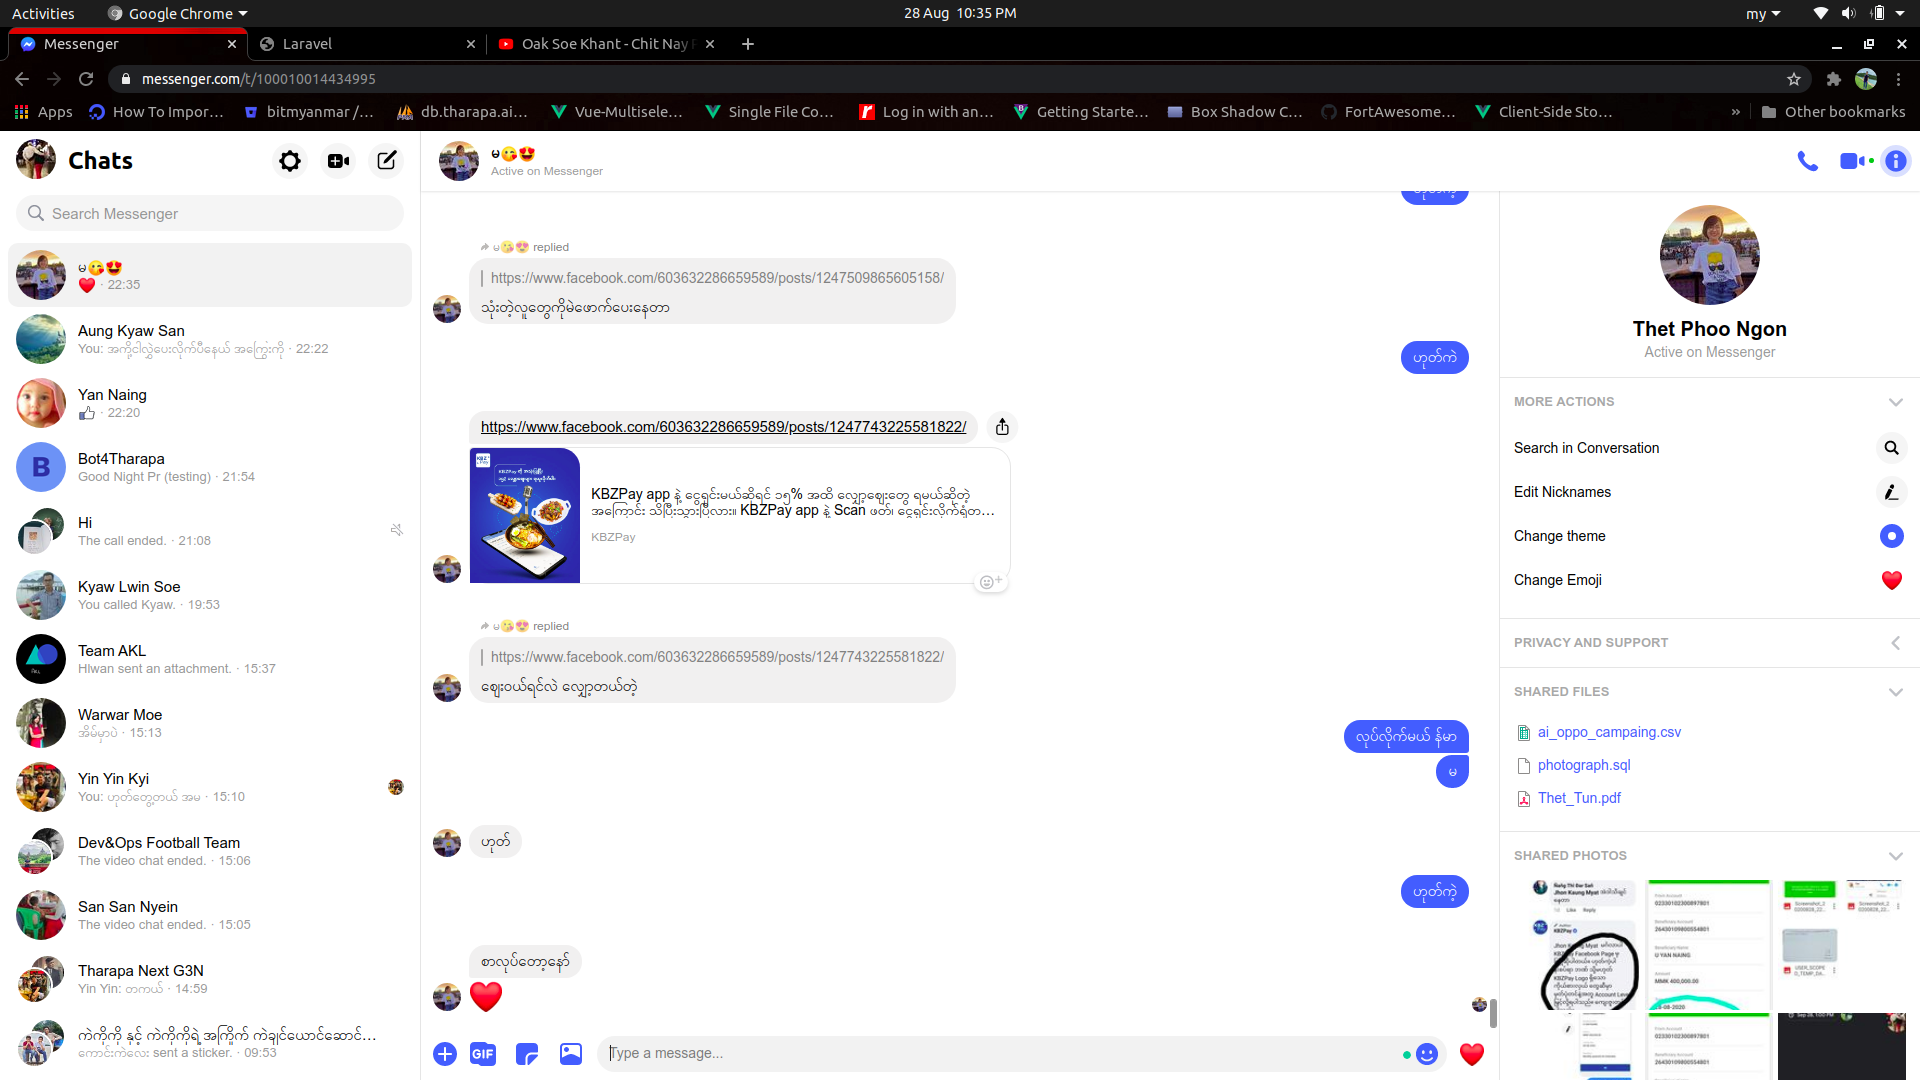 Activities
Google Chrome
28 Aug 10:35 PM
my
Messenger
Laravel
Oak Soe Khant - Chit Nay
messenger.com/t/100010014434995
Apps
How To Impor…
bitmyanmar /…
db.tharapa.ai…
Vue-Multisele…
Single File Co…
Log in with an…
Getting Starte…
Box Shadow C…
FortAwesome…
Client-Side Sto…
»
Other bookmarks
Chats
Search Messenger
မ😘😍
❤️ · 22:35
Aung Kyaw San
You: အကိုငါလွှဲပေးလိုက်ပီနေယ် အကြွေးကို · 22:22
Yan Naing
· 22:20
B
Bot4Tharapa
Good Night Pr (testing) · 21:54
Hi
The call ended. · 21:08
Kyaw Lwin Soe
You called Kyaw. · 19:53
Team AKL
Hlwan sent an attachment. · 15:37
Warwar Moe
အိမ်မှာပဲ · 15:13
Yin Yin Kyi
You: ဟုတ်တွေ့တယ် အမ · 15:10
Dev&Ops Football Team
The video chat ended. · 15:06
San San Nyein
The video chat ended. · 15:05
Tharapa Next G3N
Yin Yin: တကယ် · 14:59
ကဲကိုကို နှင့် ကဲကိုကိုရဲ့အကြိုက် ကဲချင်ယောင်ဆောင်…
ကောင်းကဲလေး sent a sticker. · 09:53
မ😘😍
Active on Messenger
မ😘😍 replied
https://www.facebook.com/603632286659589/posts/1247509865605158/
သုံးတဲ့လူတွေကိုမဲဖောက်ပေးနေတာ
ဟုတ်ကဲ
https://www.facebook.com/603632286659589/posts/1247743225581822/
KBZPay app နဲ့ ငွေရှင်းမယ်ဆိုရင် ၁၅% အထိ လျှော့ဈေးတွေ ရမယ်ဆိုတဲ့
အကြောင်း သိပြီးသွားပြီလား။ KBZPay app နဲ့ Scan ဖတ်၊ ငွေရှင်းလိုက်ရုံတ…
KBZPay
မ😘😍 replied
https://www.facebook.com/603632286659589/posts/1247743225581822/
ဈေးဝယ်ရင်လဲ လျှော့တယ်တဲ့
လုပ်လိုက်မယ် န်မာ
မ
ဟုတ်
ဟုတ်ကဲ့
စာလုပ်တော့နော်
GIF
Type a message...
Thet Phoo Ngon
Active on Messenger
MORE ACTIONS
Search in Conversation
Edit Nicknames
Change theme
Change Emoji
PRIVACY AND SUPPORT
SHARED FILES
ai_oppo_campaing.csv
photograph.sql
Thet_Tun.pdf
SHARED PHOTOS
From Account
02330102300897801
Beneficiary Account
26430109800554801
Beneficiary Name
U YAN NAING
Amount
MMK 400,000.00